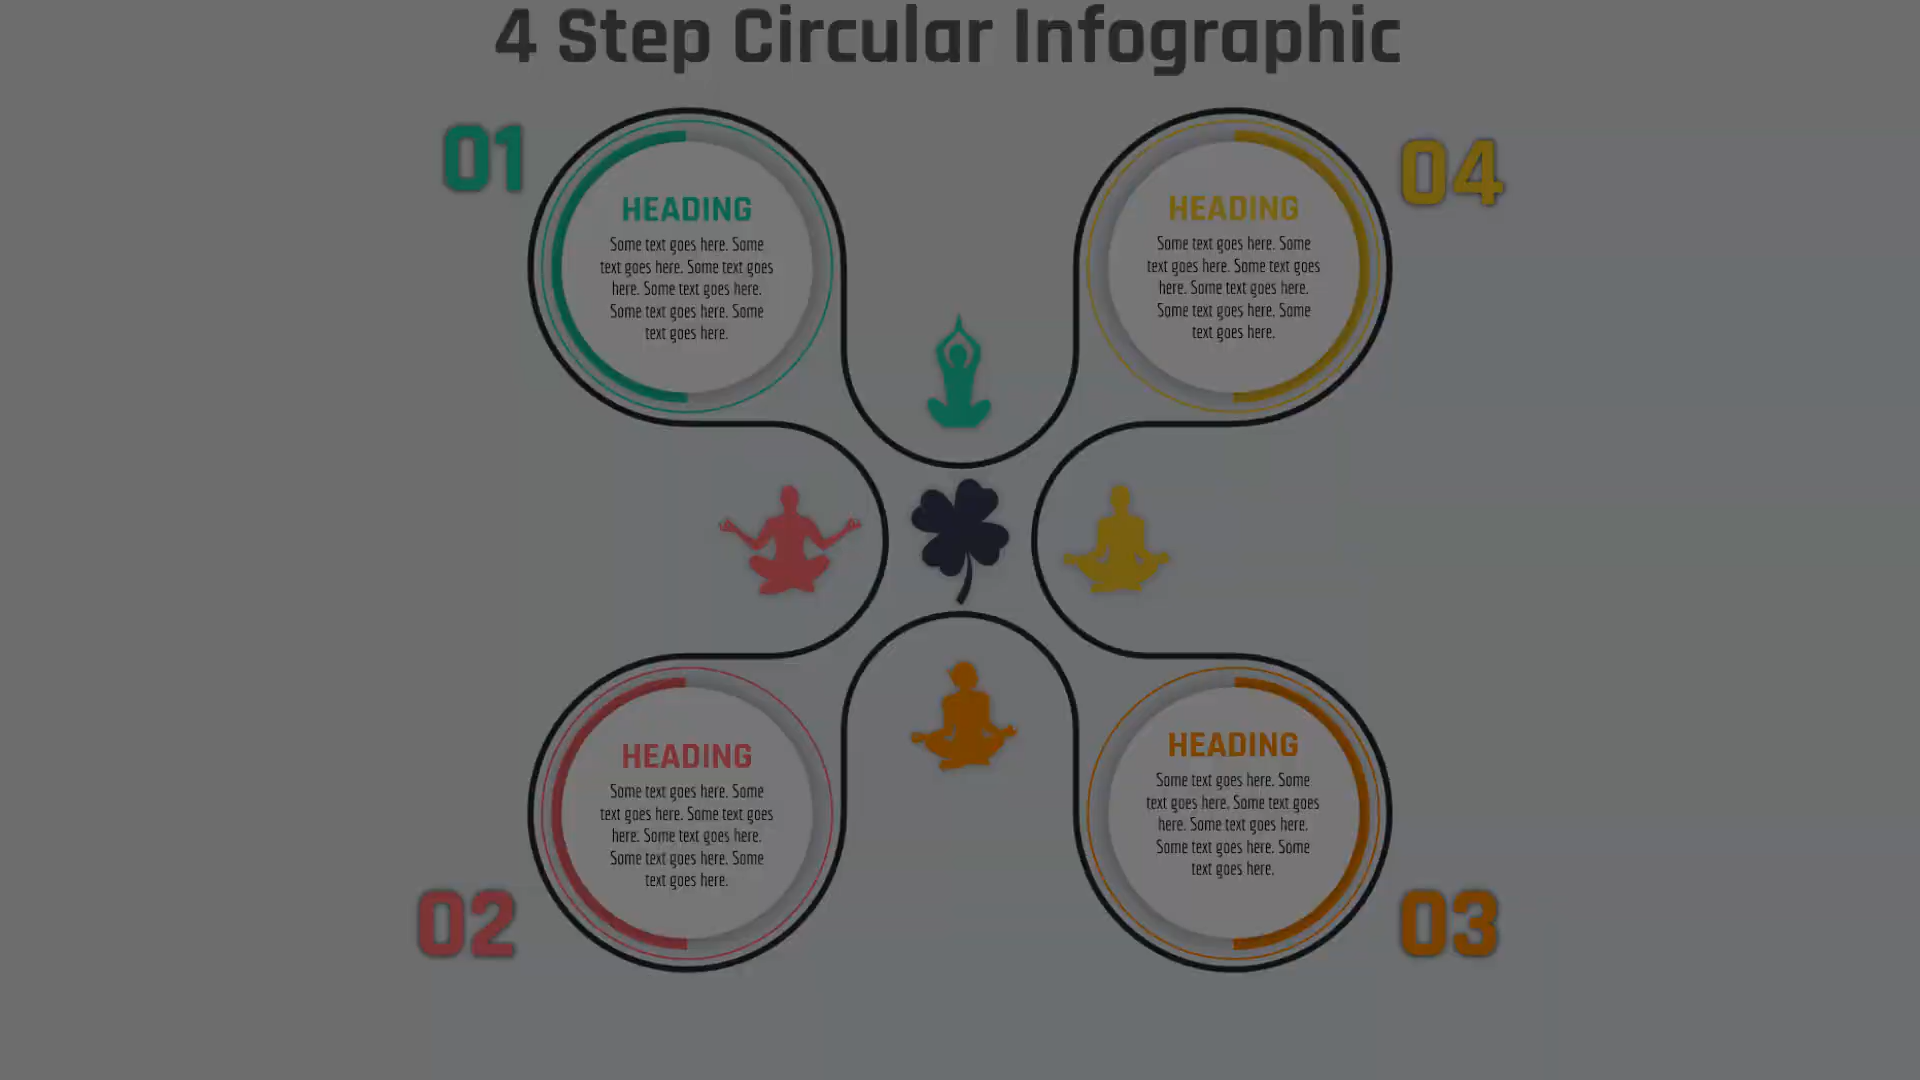 4 Step Circular Infographic
01
HEADING
Some text goes here. Some
text goes here. Some text goes
here. Some text goes here.
Some text goes here. Some
text goes here.
04
HEADING
Some text goes here. Some
text goes here. Some text goes
here. Some text goes here.
Some text goes here. Some
text goes here.
02
HEADING
Some text goes here. Some
text goes here. Some text goes
here. Some text goes here.
Some text goes here. Some
text goes here.
03
HEADING
Some text goes here. Some
text goes here. Some text goes
here. Some text goes here.
Some text goes here. Some
text goes here.